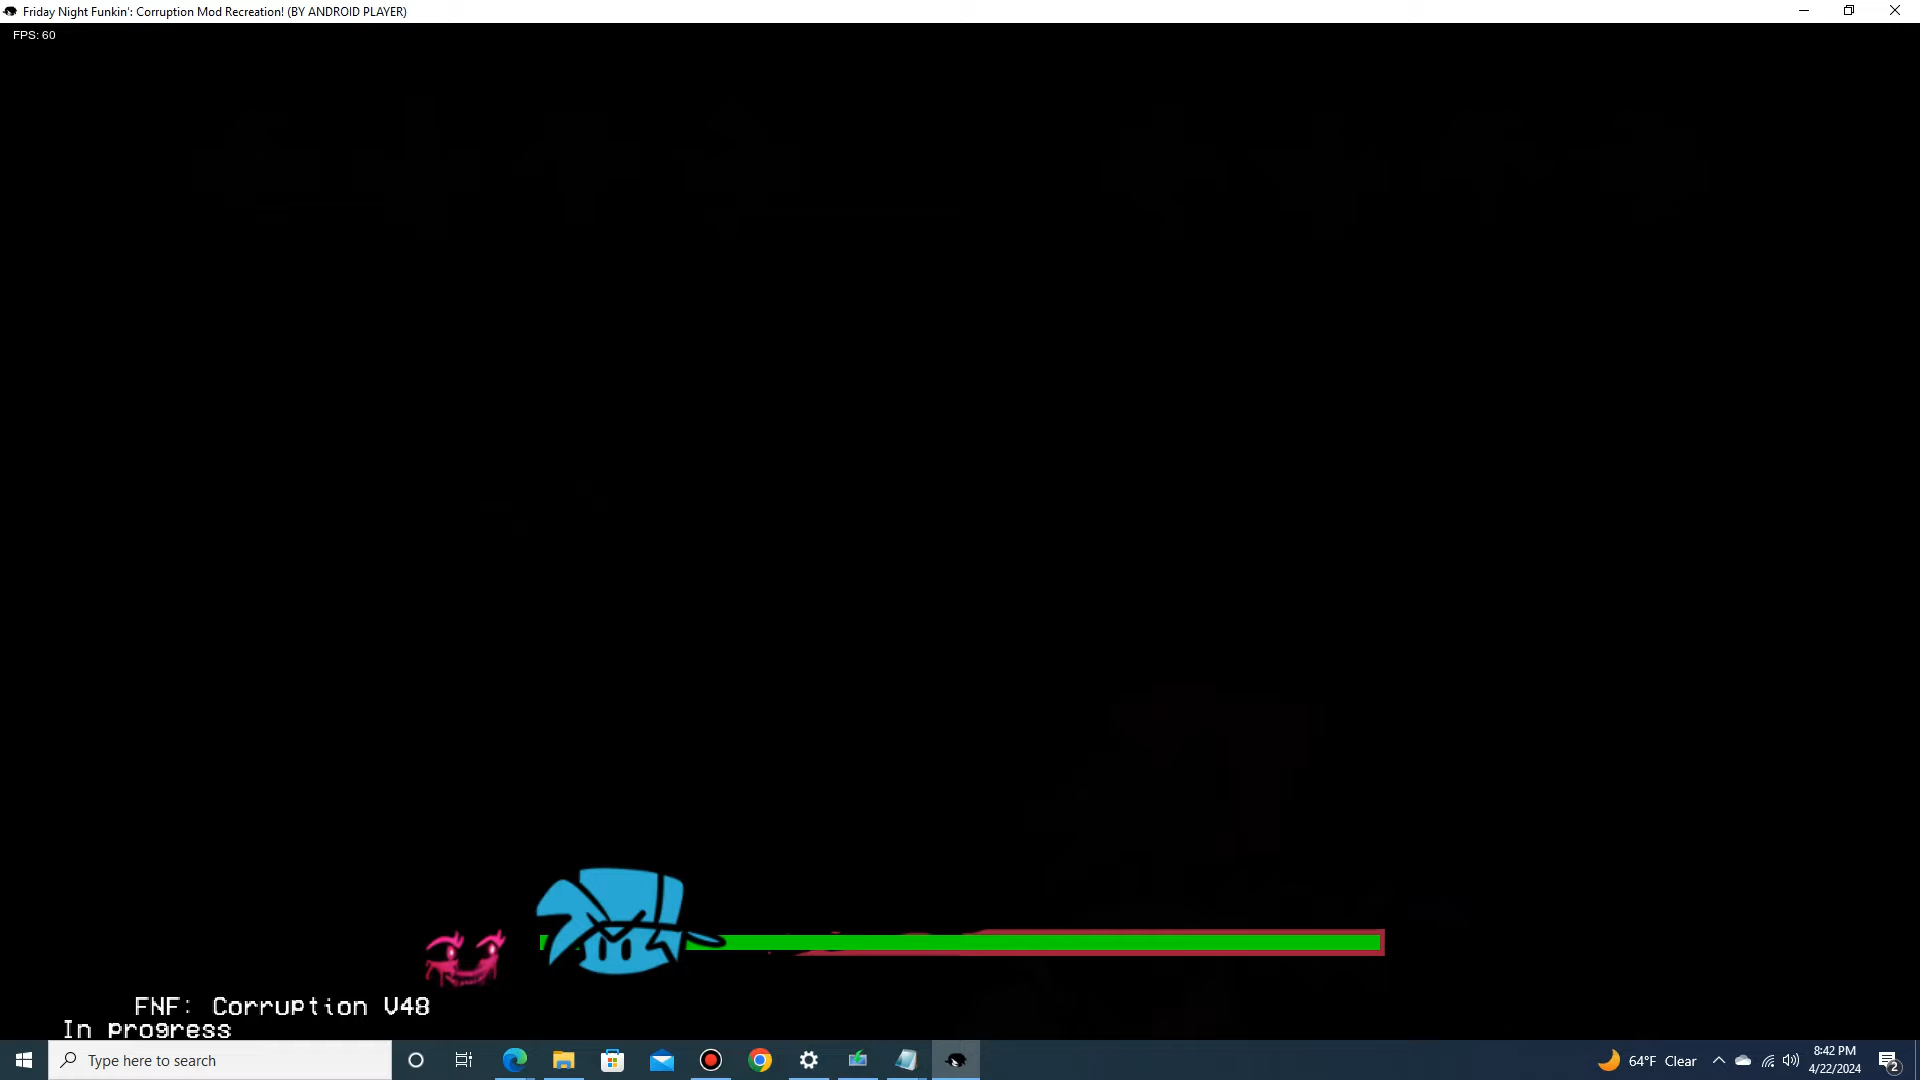 Friday Night Funkin': Corruption Mod Recreation! (BY ANDROID PLAYER)
FPS: 60
FNF: Corruption V48
In progress
Type here to search
64°F Clear
8:42 PM
4/22/2024
2